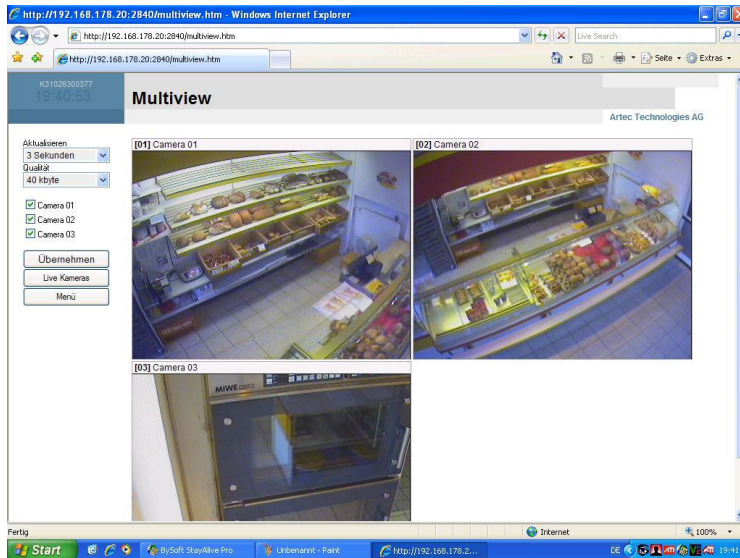 http://192.168.178.20:2840/multiview.htm - Windows Internet Explorer
http://192.168.178.20:2840/multiview.htm
Live Search
http://192.168.178.20:2840/multiview.htm
Seite
Extras
K31026300377
19:40:53
Multiview
Artec Technologies AG
Aktualisieren
3 Sekunden
Qualität
40 kbyte
Camera 01
Camera 02
Camera 03
Übernehmen
Live Kameras
Menü
[01] Camera 01
[02] Camera 02
[03] Camera 03
MIWE aero
Fertig
Internet
100%
Start
BySoft StayAlive Pro
Unbenannt - Paint
http://192.168.178.2...
DE
19:41